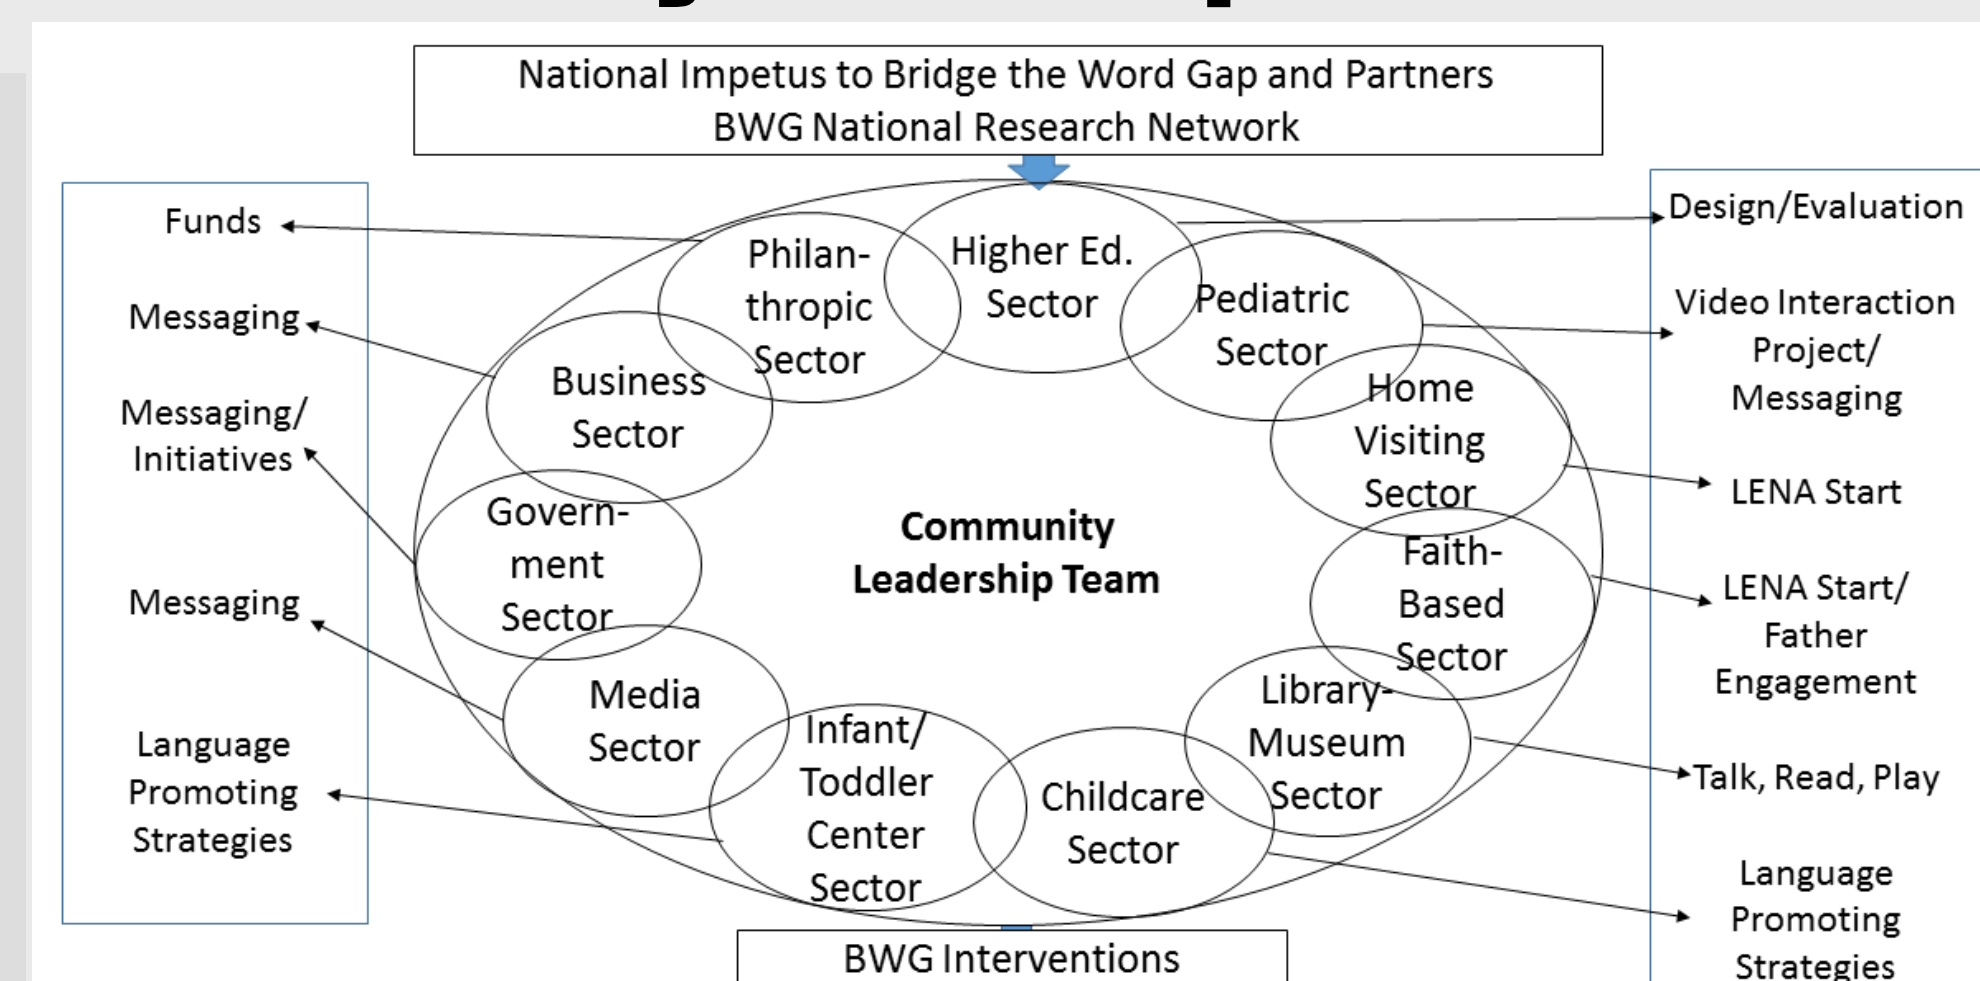 National Impetus to Bridge the Word Gap and Partners
BWG National Research Network
Funds
Messaging
Messaging/
Initiatives
Messaging
Language
Promoting
Strategies
Philan-
thropic
Sector
Higher Ed.
Sector
Pediatric
Sector
Business
Sector
Home
Visiting
Sector
Govern-
ment
Sector
Community
Leadership Team
Faith-
Based
Sector
Media
Sector
Infant/
Toddler
Center
Sector
Childcare
Sector
Library-
Museum
Sector
Design/Evaluation
Video Interaction
Project/
Messaging
LENA Start
LENA Start/
Father
Engagement
Talk, Read, Play
Language
Promoting
Strategies
BWG Interventions